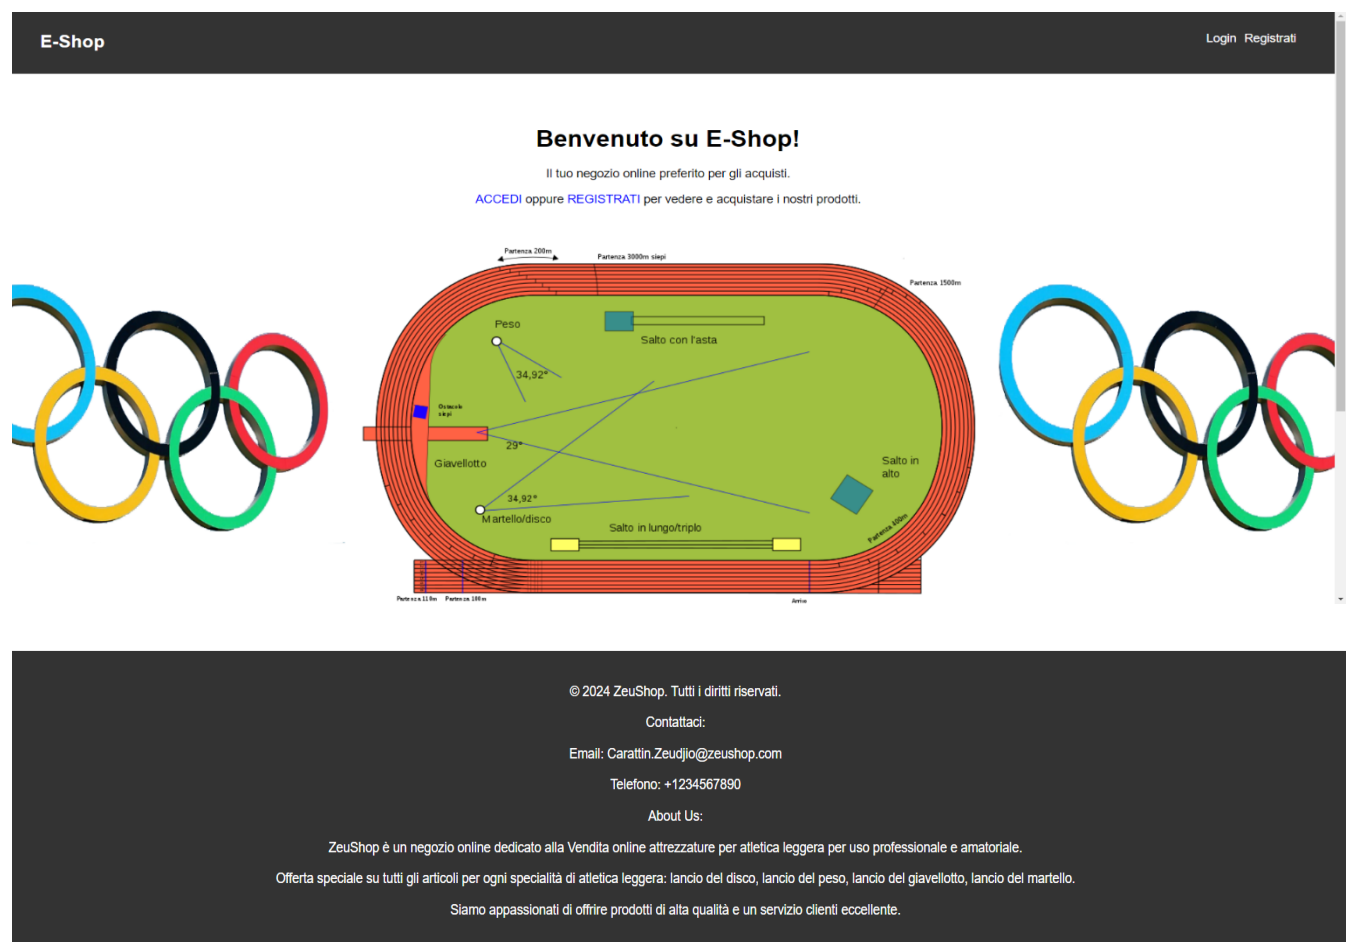 E-Shop
Login Registrati
Benvenuto su E-Shop!
Il tuo negozio online preferito per gli acquisti.
ACCEDI oppure REGISTRATI per vedere e acquistare i nostri prodotti.
Partenza 200m
Partenza 3000m siepi
Partenza 1500m
Peso
Salto con l'asta
34,92°
Ostacolo
siepi
29°
Giavellotto
Salto in
alto
34,92°
Martello/disco
Salto in lungo/triplo
Partenza 400m
Partenza 110m
Partenza 100m
Arrivo
© 2024 ZeuShop. Tutti i diritti riservati.
Contattaci:
Email: Carattin.Zeudjio@zeushop.com
Telefono: +1234567890
About Us:
ZeuShop è un negozio online dedicato alla Vendita online attrezzature per atletica leggera per uso professionale e amatoriale.
Offerta speciale su tutti gli articoli per ogni specialità di atletica leggera: lancio del disco, lancio del peso, lancio del giavellotto, lancio del martello.
Siamo appassionati di offrire prodotti di alta qualità e un servizio clienti eccellente.